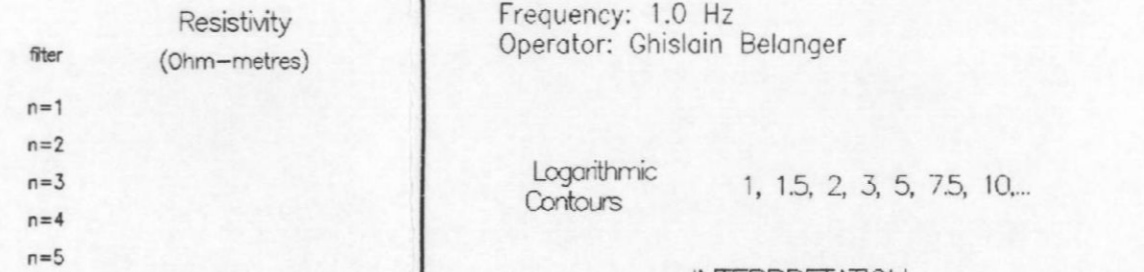 Resistivity
filter (Ohm-metres)
n=1
n=2
n=3
n=4
n=5
Frequency: 1.0 Hz
Operator: Ghislain Belanger
Logarithmic
Contours 1, 1.5, 2, 3, 5, 7.5, 10,...
INTERPRETATION